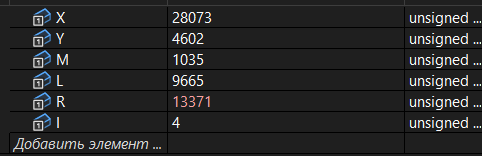 X 28073 unsigned ...
Y 4602 unsigned ...
M 1035 unsigned ...
L 9665 unsigned ...
R 13371 unsigned ...
I 4 unsigned ...
Добавить элемент ...